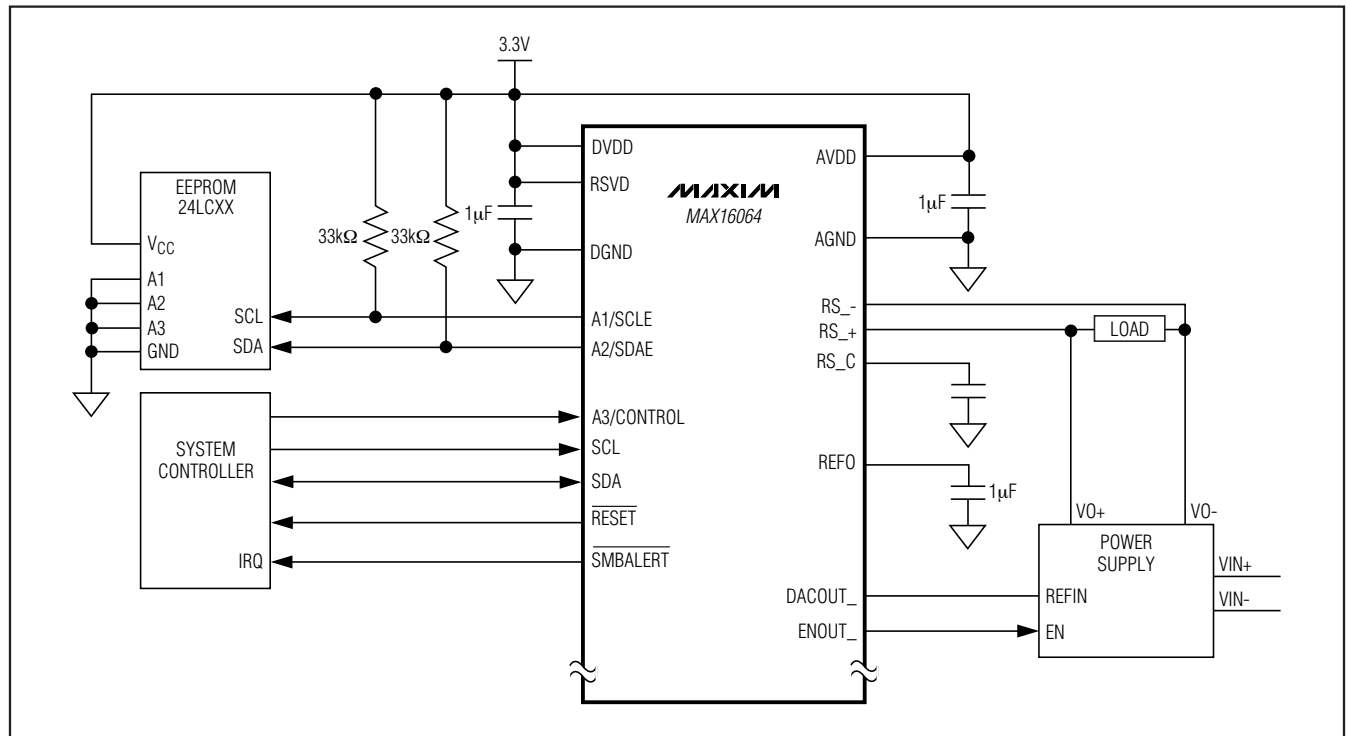 3.3V
EEPROM
24LCXX
VCC
A1
A2
A3
GND
SCL
SDA
33kΩ
33kΩ
1µF
DVDD
RSVD
DGND
A1/SCLE
A2/SDAE
A3/CONTROL
SCL
SDA
RESET
SMBALERT
MAXIM
MAX16064
AVDD
AGND
RS_-
RS_+
RS_C
REFO
DACOUT_
ENOUT_
1µF
LOAD
1µF
SYSTEM
CONTROLLER
IRQ
VO+
VO-
POWER
SUPPLY
REFIN
EN
VIN+
VIN-